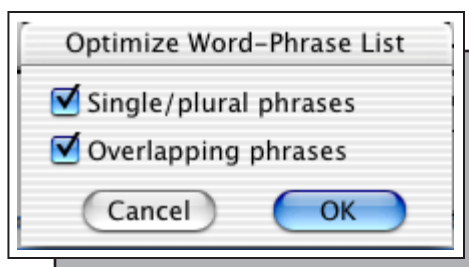 Optimize Word-Phrase List
Single/plural phrases
Overlapping phrases
Cancel OK